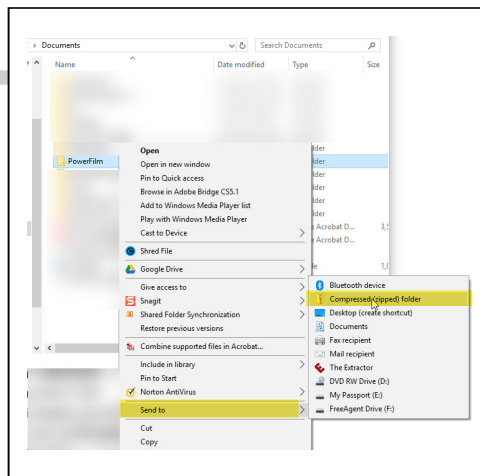 Documents
Search Documents
Name
Date modified
Type
Size
PowerFilm
Open
Open in new window
Pin to Quick access
Browse in Adobe Bridge CS5.1
Add to Windows Media Player list
Play with Windows Media Player
Cast to Device
Shred File
Google Drive
Give access to
Snagit
Shared Folder Synchronization
Restore previous versions
Combine supported files in Acrobat...
Include in library
Pin to Start
Norton AntiVirus
Send to
Cut
Copy
lder
lder
lder
lder
lder
lder
Acrobat D...
3,5
Acrobat D...
1,0
Bluetooth device
Compressed (zipped) folder
Desktop (create shortcut)
Documents
Fax recipient
Mail recipient
The Extractor
DVD RW Drive (D:)
My Passport (E:)
FreeAgent Drive (F:)